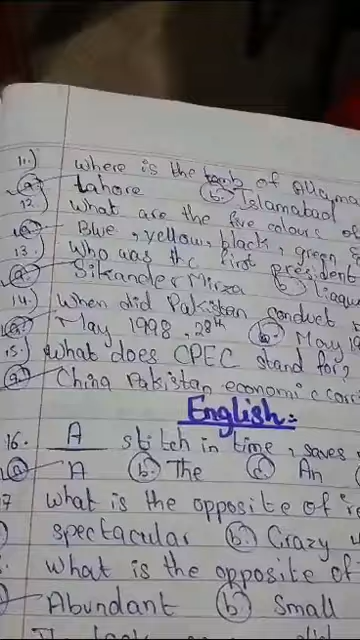 11.) Where is the tomb of Allama
a. Lahore b. Islamabad
12. What are the five colours of
a. Blue, yellow, black, green
13. Who was the first president
a. Sikander Mirza b. Liaqu
14. When did Pakistan conduct
a. May 1998, 28th b. May 19
15. What does CPEC stand for?
a. China Pakistan economic corr
English:-
16. A stitch in time, saves
a. A b. The c. An
17 what is the opposite of
spectacular b. Crazy
what is the opposite of
Abundant b. Small